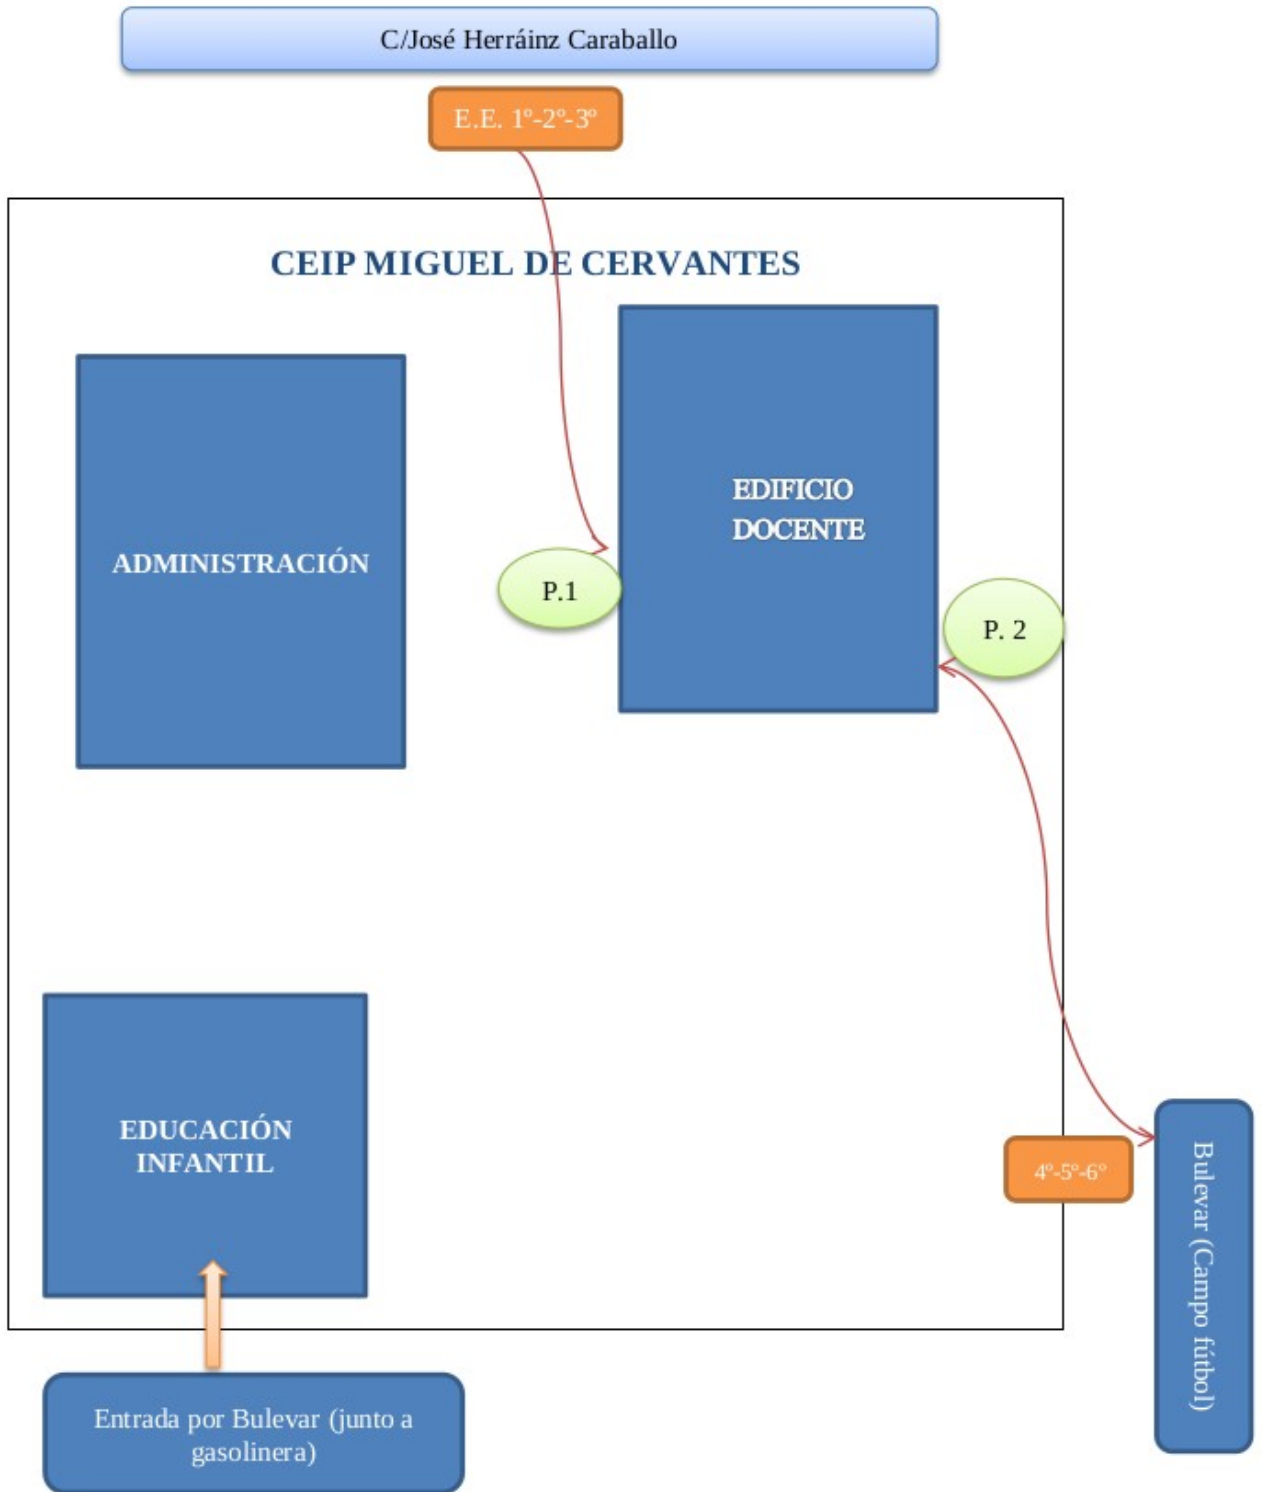 C/José Herráinz Caraballo
E.E. 1º-2º-3º
CEIP MIGUEL DE CERVANTES
EDIFICIO
DOCENTE
ADMINISTRACIÓN
P.1
P. 2
EDUCACIÓN
INFANTIL
4º-5º-6º
Bulevar (Campo fútbol)
Entrada por Bulevar (junto a
gasolinera)